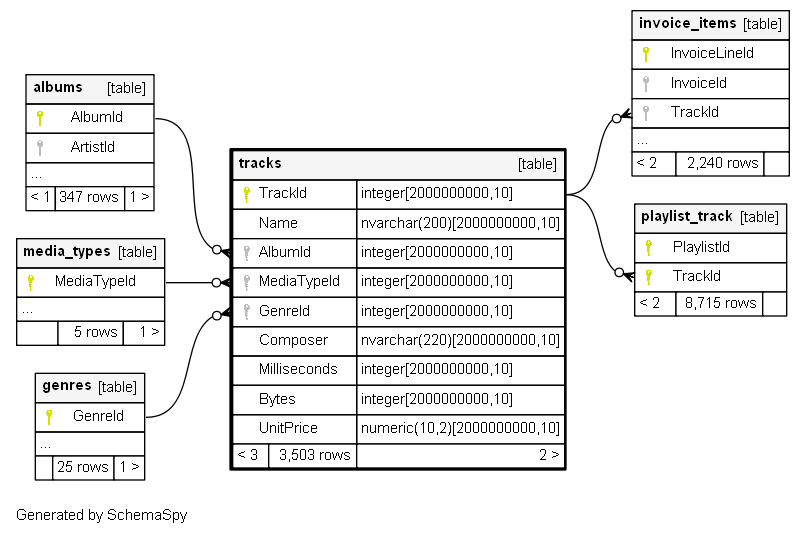 albums [table]
AlbumId
ArtistId
...
< 1 347 rows 1 >
media_types [table]
MediaTypeId
...
5 rows 1 >
genres [table]
GenreId
...
25 rows 1 >
tracks [table]
TrackId integer[2000000000,10]
Name nvarchar(200)[2000000000,10]
AlbumId integer[2000000000,10]
MediaTypeId integer[2000000000,10]
GenreId integer[2000000000,10]
Composer nvarchar(220)[2000000000,10]
Milliseconds integer[2000000000,10]
Bytes integer[2000000000,10]
UnitPrice numeric(10,2)[2000000000,10]
< 3 3,503 rows 2 >
invoice_items [table]
InvoiceLineId
InvoiceId
TrackId
...
< 2 2,240 rows
playlist_track [table]
PlaylistId
TrackId
< 2 8,715 rows
Generated by SchemaSpy